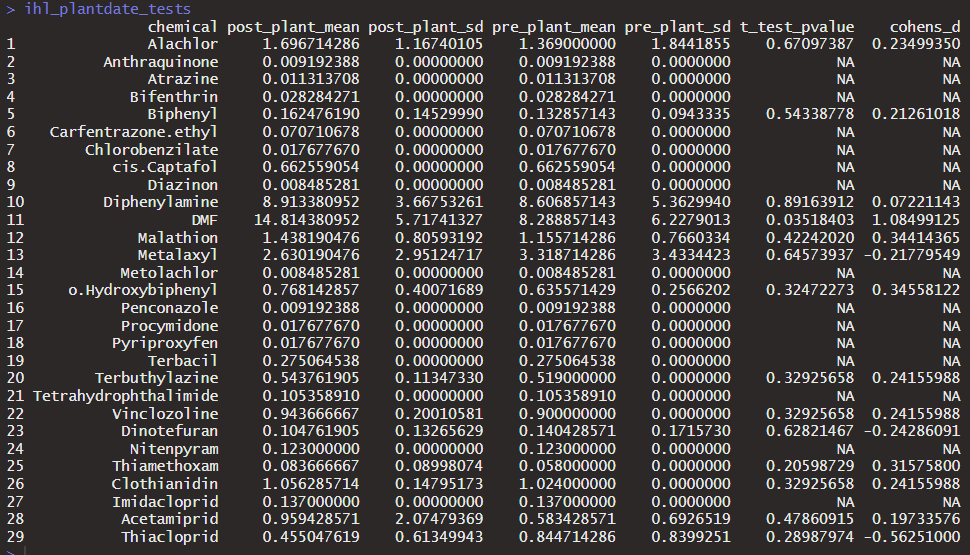 > ihl_plantdate_tests
chemical post_plant_mean post_plant_sd pre_plant_mean pre_plant_sd t_test_pvalue cohens_d
1 Alachlor 1.696714286 1.16740105 1.369000000 1.8441855 0.67097387 0.23499350
2 Anthraquinone 0.009192388 0.00000000 0.009192388 0.0000000 NA NA
3 Atrazine 0.011313708 0.00000000 0.011313708 0.0000000 NA NA
4 Bifenthrin 0.028284271 0.00000000 0.028284271 0.0000000 NA NA
5 Biphenyl 0.162476190 0.14529990 0.132857143 0.0943335 0.54338778 0.21261018
6 Carfentrazone.ethyl 0.070710678 0.00000000 0.070710678 0.0000000 NA NA
7 Chlorobenzilate 0.017677670 0.00000000 0.017677670 0.0000000 NA NA
8 cis.Captafol 0.662559054 0.00000000 0.662559054 0.0000000 NA NA
9 Diazinon 0.008485281 0.00000000 0.008485281 0.0000000 NA NA
10 Diphenylamine 8.913380952 3.66753261 8.606857143 5.3629940 0.89163912 0.07221143
11 DMF 14.814380952 5.71741327 8.288857143 6.2279013 0.03518403 1.08499125
12 Malathion 1.438190476 0.80593192 1.155714286 0.7660334 0.42242020 0.34414365
13 Metalaxyl 2.630190476 2.95124717 3.318714286 3.4334423 0.64573937 -0.21779549
14 Metolachlor 0.008485281 0.00000000 0.008485281 0.0000000 NA NA
15 o.Hydroxybiphenyl 0.768142857 0.40071689 0.635571429 0.2566202 0.32472273 0.34558122
16 Penconazole 0.009192388 0.00000000 0.009192388 0.0000000 NA NA
17 Procymidone 0.017677670 0.00000000 0.017677670 0.0000000 NA NA
18 Pyriproxyfen 0.017677670 0.00000000 0.017677670 0.0000000 NA NA
19 Terbacil 0.275064538 0.00000000 0.275064538 0.0000000 NA NA
20 Terbuthylazine 0.543761905 0.11347330 0.519000000 0.0000000 0.32925658 0.24155988
21 Tetrahydrophthalimide 0.105358910 0.00000000 0.105358910 0.0000000 NA NA
22 Vinclozoline 0.943666667 0.20010581 0.900000000 0.0000000 0.32925658 0.24155988
23 Dinotefuran 0.104761905 0.13265629 0.140428571 0.1715730 0.62821467 -0.24286091
24 Nitenpyram 0.123000000 0.00000000 0.123000000 0.0000000 NA NA
25 Thiamethoxam 0.083666667 0.08998074 0.058000000 0.0000000 0.20598729 0.31575800
26 Clothianidin 1.056285714 0.14795173 1.024000000 0.0000000 0.32925658 0.24155988
27 Imidacloprid 0.137000000 0.00000000 0.137000000 0.0000000 NA NA
28 Acetamiprid 0.959428571 2.07479369 0.583428571 0.6926519 0.47860915 0.19733576
29 Thiacloprid 0.455047619 0.61349943 0.844714286 0.8399251 0.28987974 -0.56251000
>